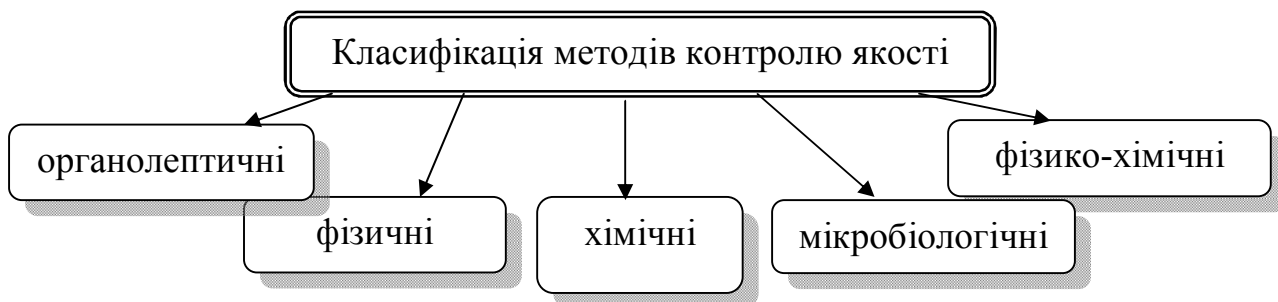 Класифікація методів контролю якості
органолептичні
фізичні
хімічні
мікробіологічні
фізико-хімічні